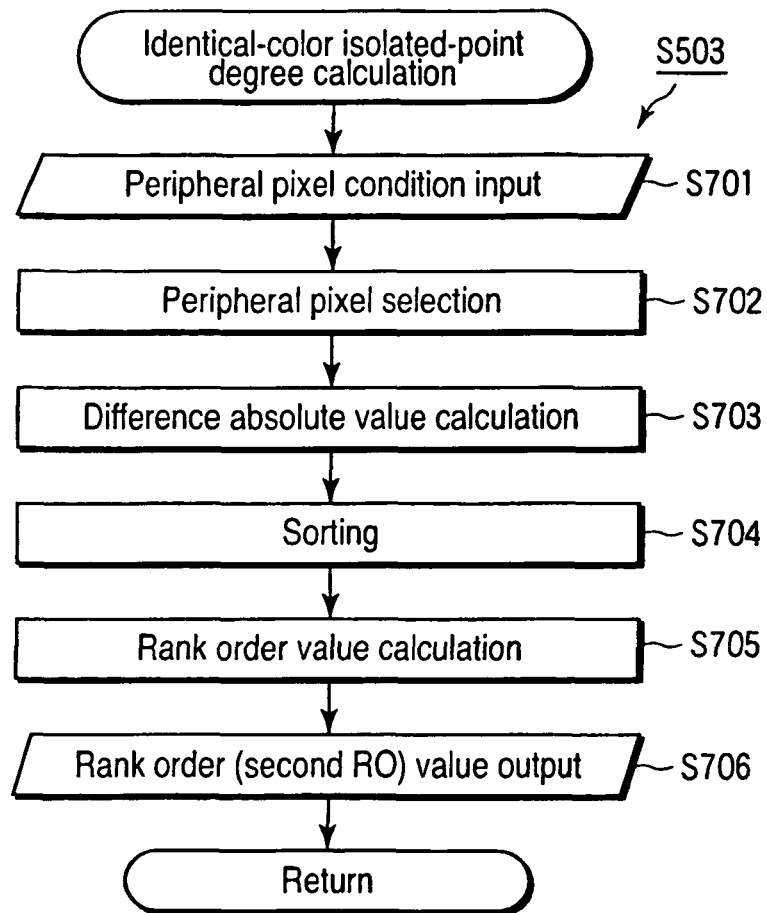 Identical-color isolated-point
degree calculation
S503
Peripheral pixel condition input
S701
Peripheral pixel selection
S702
Difference absolute value calculation
S703
Sorting
S704
Rank order value calculation
S705
Rank order (second RO) value output
S706
Return